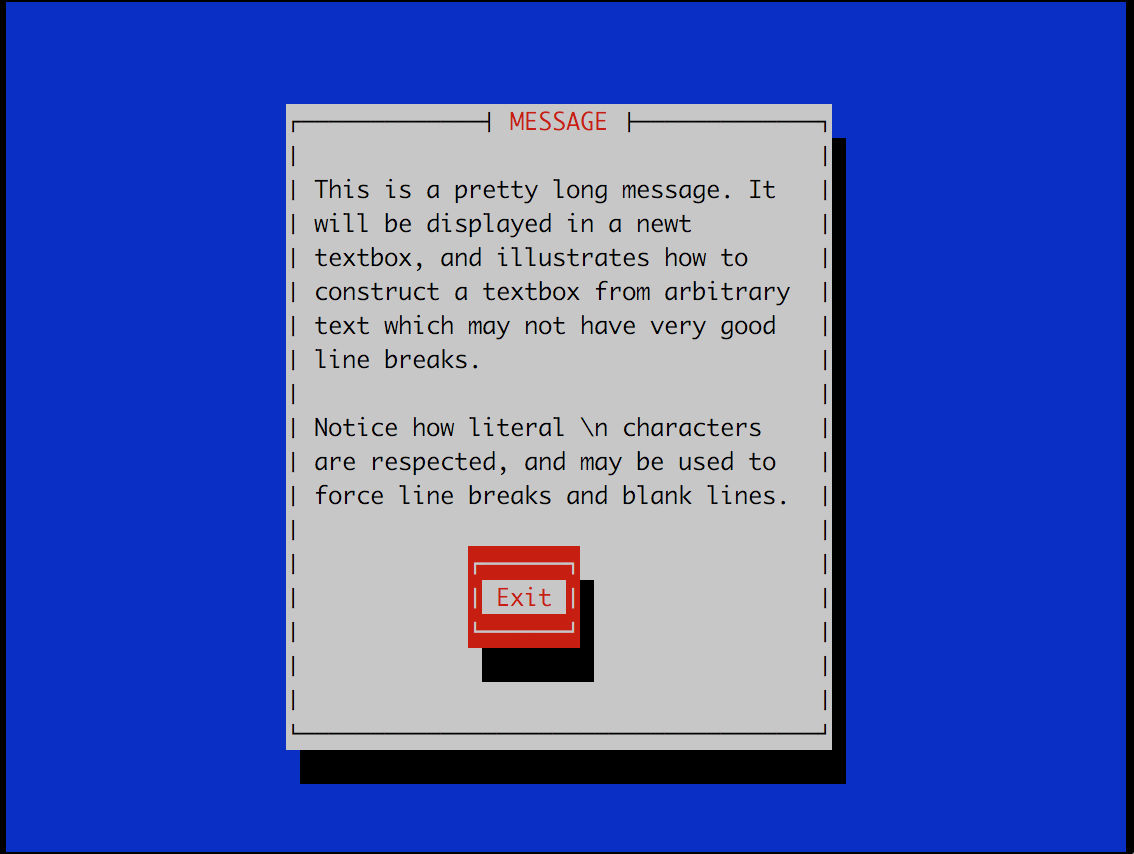 MESSAGE
This is a pretty long message. It
will be displayed in a newt
textbox, and illustrates how to
construct a textbox from arbitrary
text which may not have very good
line breaks.
Notice how literal \n characters
are respected, and may be used to
force line breaks and blank lines.
Exit